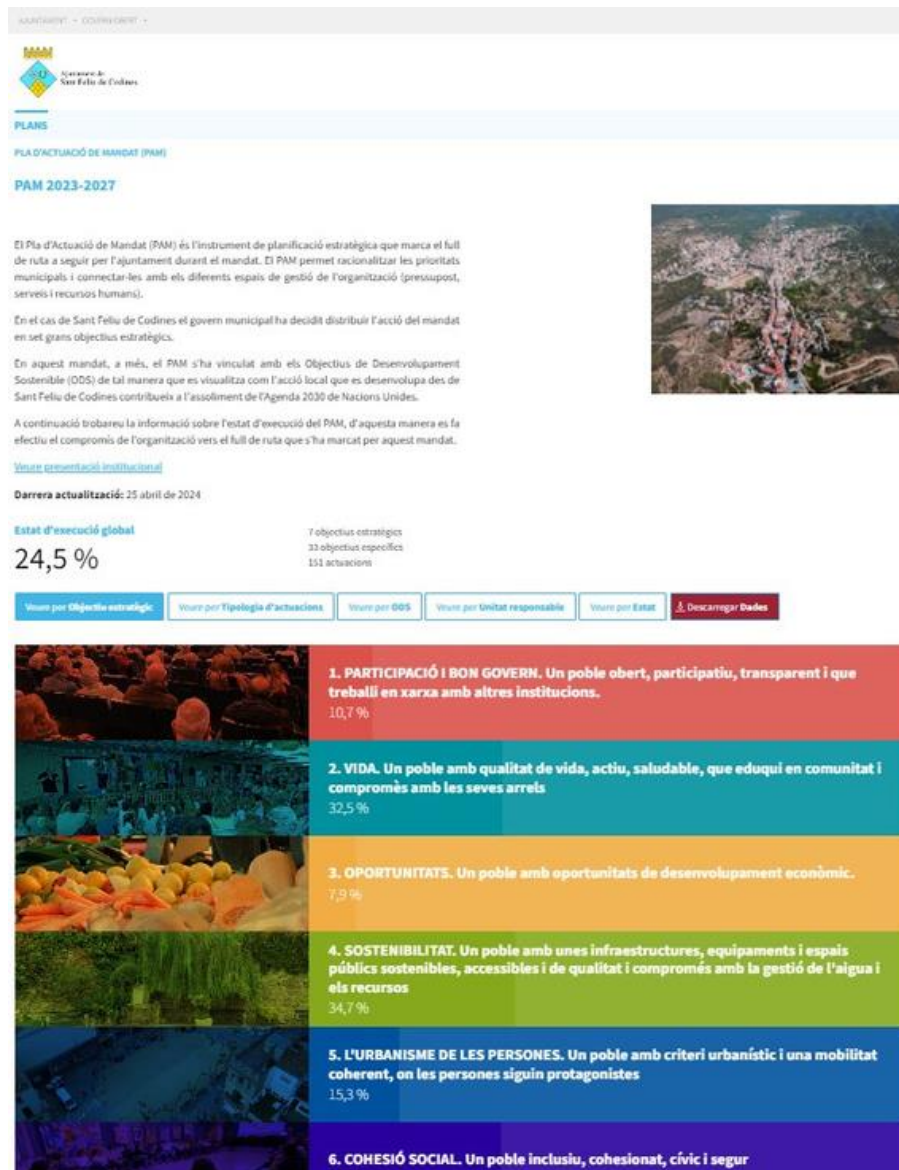 AJUNTAMENT • GOVERN OBERT •
Ajuntament de
Sant Feliu de Codines
PLANS
PLA D'ACTUACIÓ DE MANDAT (PAM)
PAM 2023-2027
El Pla d'Actuació de Mandat (PAM) és l'instrument de planificació estratègica que marca el full
de ruta a seguir per l'ajuntament durant el mandat. El PAM permet racionalitzar les prioritats
municipals i connectar-les amb els diferents espais de gestió de l'organització (pressupost,
serveis i recursos humans).
En el cas de Sant Feliu de Codines el govern municipal ha decidit distribuir l'acció del mandat
en set grans objectius estratègics.
En aquest mandat, a més, el PAM s'ha vinculat amb els Objectius de Desenvolupament
Sostenible (ODS) de tal manera que es visualitza com l'acció local que es desenvolupa des de
Sant Feliu de Codines contribueix a l'assoliment de l'Agenda 2030 de Nacions Unides.
A continuació trobareu la informació sobre l'estat d'execució del PAM, d'aquesta manera es fa
efectiu el compromís de l'organització vers el full de ruta que s'ha marcat per aquest mandat.
Veure presentació institucional
Darrera actualització: 25 abril de 2024
Estat d'execució global
24,5 %
7 objectius estratègics
33 objectius específics
151 actuacions
Veure per Objectiu estratègic Veure per Tipologia d'actuacions Veure per ODS Veure per Unitat responsable Veure per Estat Descarregar Dades
1. PARTICIPACIÓ I BON GOVERN. Un poble obert, participatiu, transparent i que
treballi en xarxa amb altres institucions.
10,7 %
2. VIDA. Un poble amb qualitat de vida, actiu, saludable, que eduqui en comunitat i
compromès amb les seves arrels
32,5 %
3. OPORTUNITATS. Un poble amb oportunitats de desenvolupament econòmic.
7,9 %
4. SOSTENIBILITAT. Un poble amb unes infraestructures, equipaments i espais
públics sostenibles, accessibles i de qualitat i compromés amb la gestió de l'aigua i
els recursos
34,7 %
5. L'URBANISME DE LES PERSONES. Un poble amb criteri urbanístic i una mobilitat
coherent, on les persones siguin protagonistes
15,3 %
6. COHESIÓ SOCIAL. Un poble inclusiu, cohesionat, cívic i segur